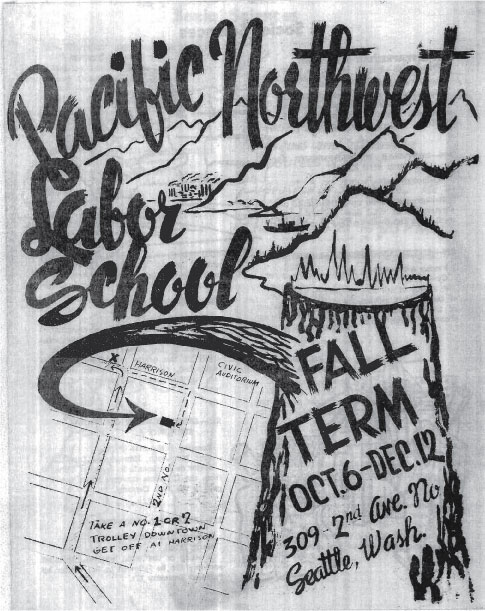 Pacific Northwest
Labor
School
FALL
TERM
OCT. 6-DEC. 12
309-2nd Ave. No
Seattle, Wash.
X
HARRISON
CIVIC
AUDITORIUM
2ND NO.
TAKE A NO. 1 OR 2
TROLLEY DOWNTOWN
GET OFF AT HARRISON